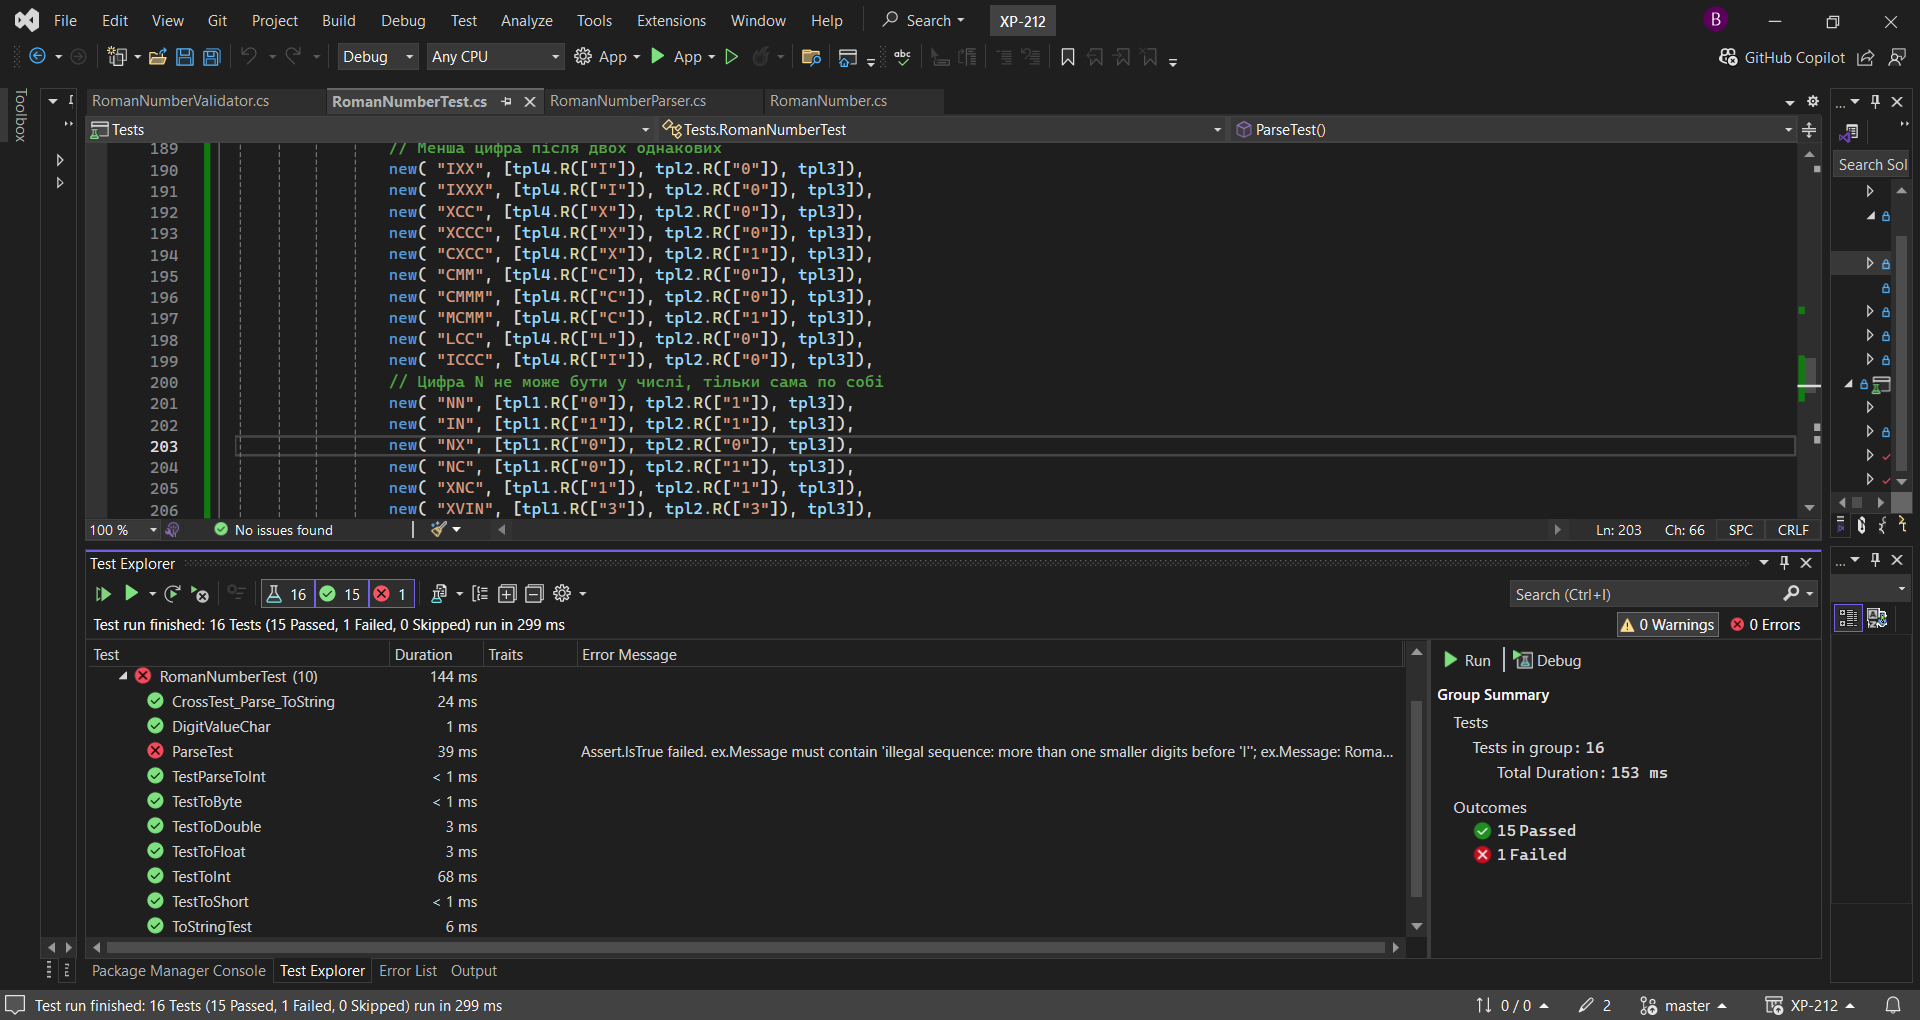 File Edit View Git Project Build Debug Test Analyze Tools Extensions Window Help Search XP-212 B
Debug Any CPU App App GitHub Copilot
Toolbox
RomanNumberValidator.cs RomanNumberTest.cs RomanNumberParser.cs RomanNumber.cs
Tests Tests.RomanNumberTest ParseTest()
189 // Менша цифра після двох однакових
190 new( "IXX", [tpl4.R(["I"]), tpl2.R(["0"]), tpl3]),
191 new( "IXXX", [tpl4.R(["I"]), tpl2.R(["0"]), tpl3]),
192 new( "XCC", [tpl4.R(["X"]), tpl2.R(["0"]), tpl3]),
193 new( "XCCC", [tpl4.R(["X"]), tpl2.R(["0"]), tpl3]),
194 new( "CXCC", [tpl4.R(["X"]), tpl2.R(["1"]), tpl3]),
195 new( "CMM", [tpl4.R(["C"]), tpl2.R(["0"]), tpl3]),
196 new( "CMMM", [tpl4.R(["C"]), tpl2.R(["0"]), tpl3]),
197 new( "MCMM", [tpl4.R(["C"]), tpl2.R(["1"]), tpl3]),
198 new( "LCC", [tpl4.R(["L"]), tpl2.R(["0"]), tpl3]),
199 new( "ICCC", [tpl4.R(["I"]), tpl2.R(["0"]), tpl3]),
200 // Цифра N не може бути у числі, тільки сама по собі
201 new( "NN", [tpl1.R(["0"]), tpl2.R(["1"]), tpl3]),
202 new( "IN", [tpl1.R(["1"]), tpl2.R(["1"]), tpl3]),
203 new( "NX", [tpl1.R(["0"]), tpl2.R(["0"]), tpl3]),
204 new( "NC", [tpl1.R(["0"]), tpl2.R(["1"]), tpl3]),
205 new( "XNC", [tpl1.R(["1"]), tpl2.R(["1"]), tpl3]),
206 new( "XVIN", [tpl1.R(["3"]), tpl2.R(["3"]), tpl3]),
100 % No issues found Ln: 203 Ch: 66 SPC CRLF
Search Sol
Test Explorer
16 15 1 Search (Ctrl+I)
Test run finished: 16 Tests (15 Passed, 1 Failed, 0 Skipped) run in 299 ms 0 Warnings 0 Errors
Test Duration Traits Error Message
RomanNumberTest (10) 144 ms
CrossTest_Parse_ToString 24 ms
DigitValueChar 1 ms
ParseTest 39 ms Assert.IsTrue failed. ex.Message must contain 'illegal sequence: more than one smaller digits before 'I''; ex.Message: Roma...
TestParseToInt < 1 ms
TestToByte < 1 ms
TestToDouble 3 ms
TestToFloat 3 ms
TestToInt 68 ms
TestToShort < 1 ms
ToStringTest 6 ms
Run Debug
Group Summary
Tests
Tests in group: 16
Total Duration: 153 ms
Outcomes
15 Passed
1 Failed
Package Manager Console Test Explorer Error List Output
Test run finished: 16 Tests (15 Passed, 1 Failed, 0 Skipped) run in 299 ms 0 / 0 2 master XP-212